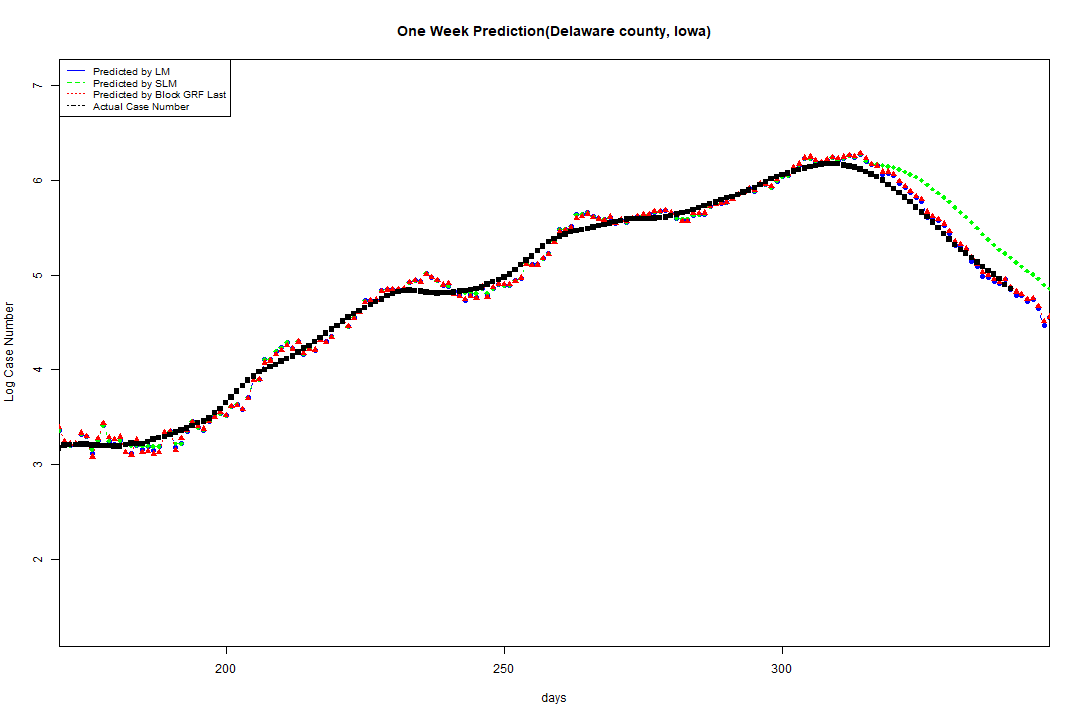 One Week Prediction(Delaware county, Iowa)
Predicted by LM
Predicted by SLM
Predicted by Block GRF Last
Actual Case Number
7
6
5
4
3
2
Log Case Number
200
250
300
days